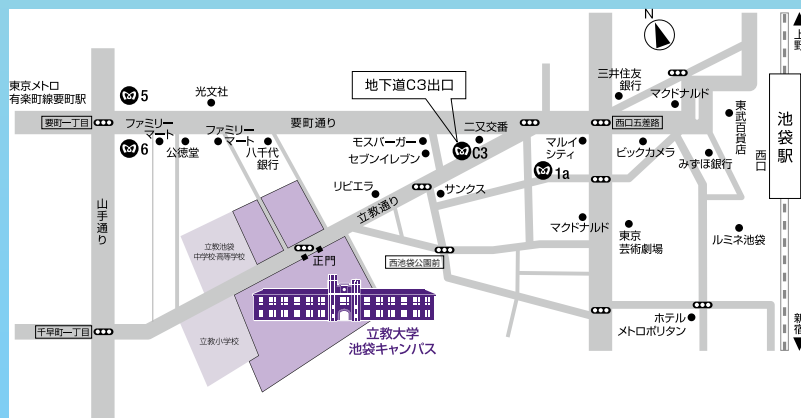 N
上野
東京メトロ
有楽町線要町駅
5
光文社
地下道C3出口
三井住友
銀行
マクドナルド
要町一丁目
ファミリー
マート
6
公徳堂
ファミリー
マート
八千代
銀行
要町通り
モスバーガー
セブンイレブン
二又交番
C3
マルイ
シティ
1a
西口五差路
ビックカメラ
東武百貨店
みずほ銀行
西口
池袋駅
リビエラ
サンクス
立教通り
山手通り
マクドナルド
東京
芸術劇場
ルミネ池袋
立教池袋
中学校・高等学校
正門
西池袋公園前
千早町一丁目
立教小学校
立教大学
池袋キャンパス
ホテル
メトロポリタン
新宿